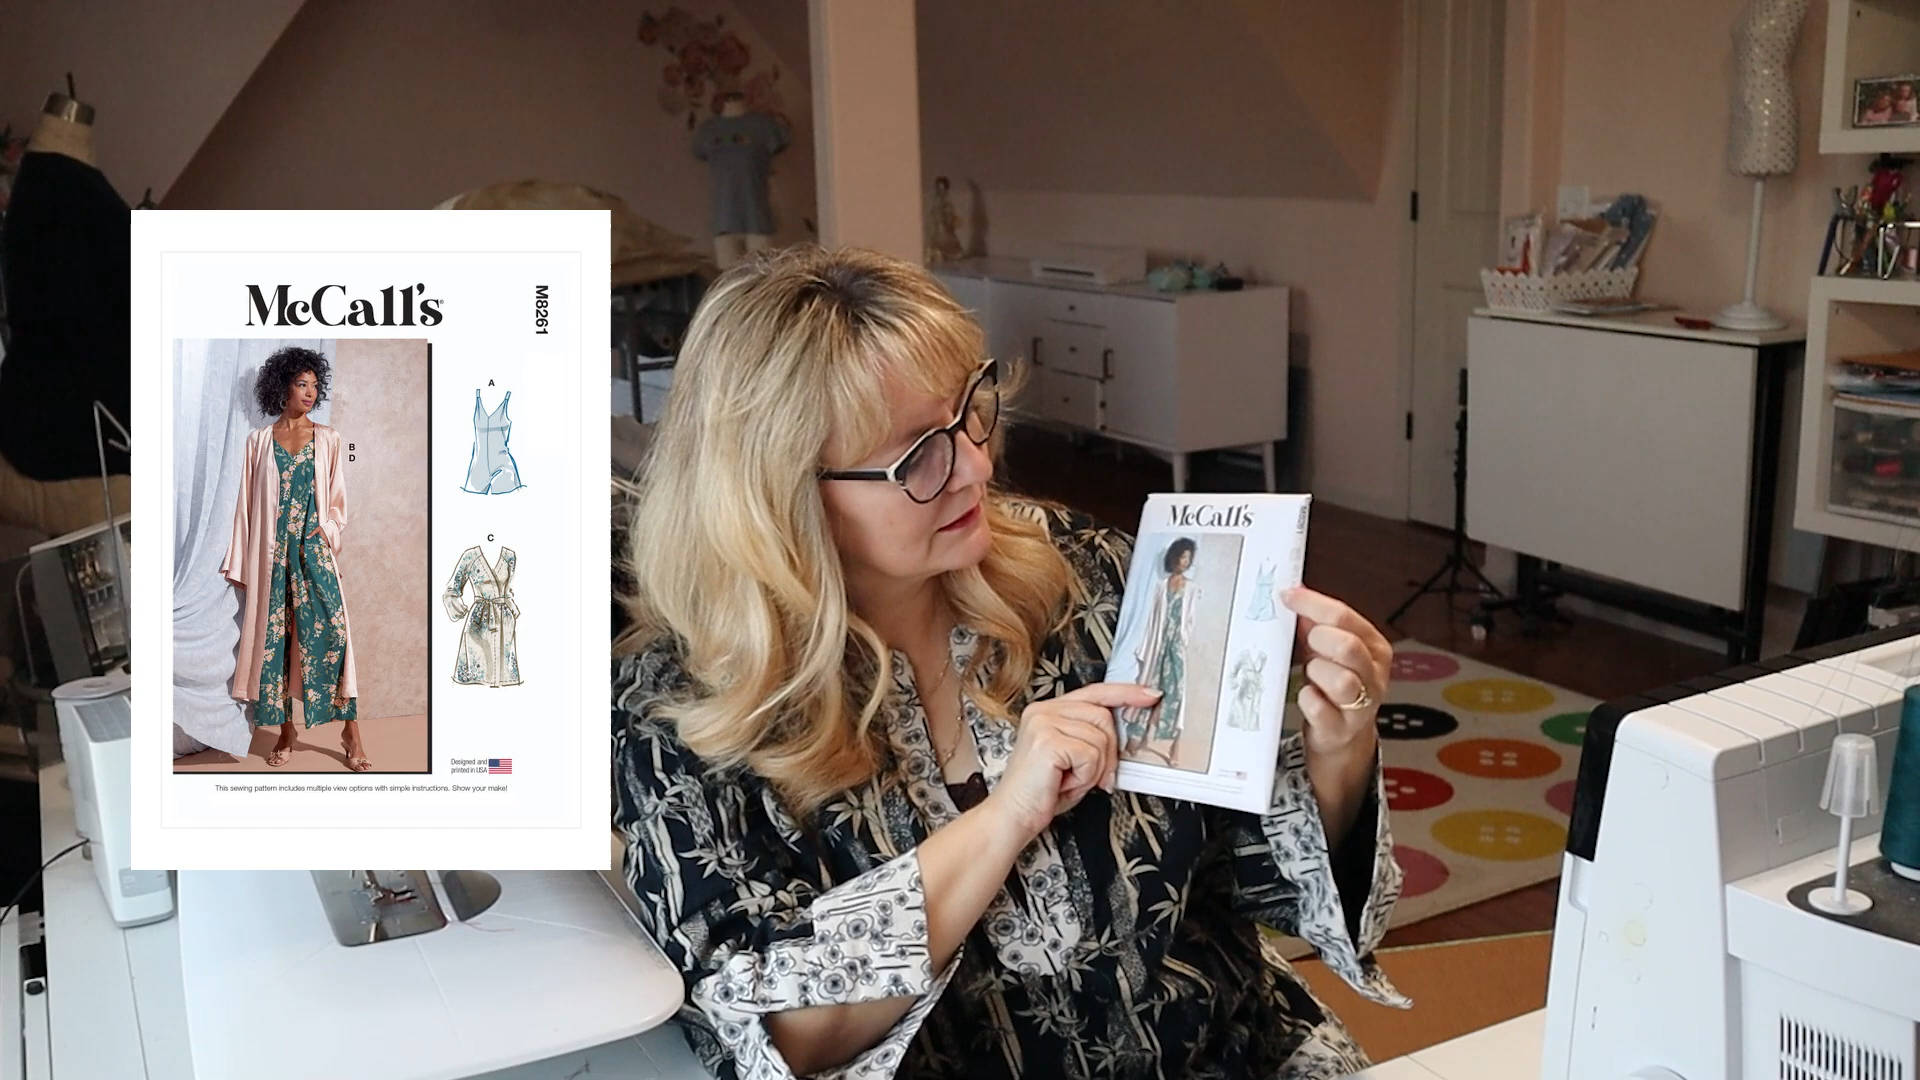 McCall's
M8261
A
B
D
C
Designed and
printed in USA
This sewing pattern includes multiple view options with simple instructions. Show your make!
McCall's